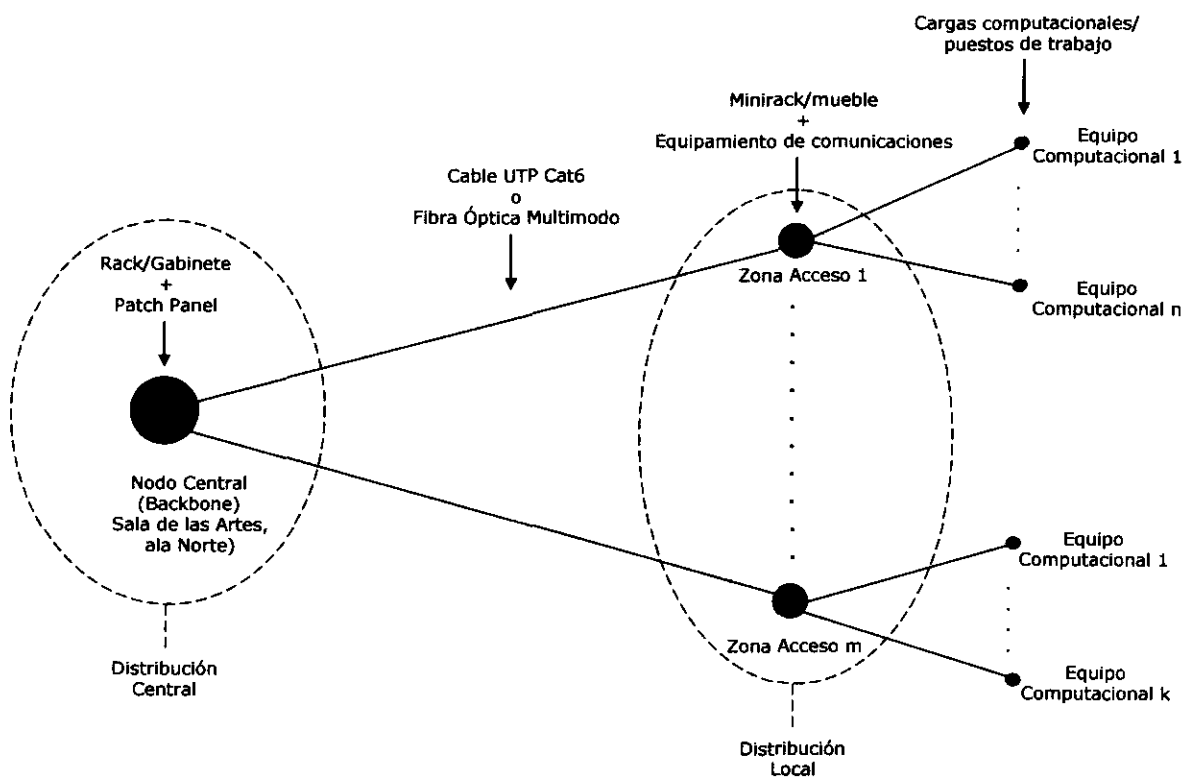 Cargas computacionales/
puestos de trabajo
Minirack/mueble
+
Equipamiento de comunicaciones
Equipo
Computacional 1
Cable UTP Cat6
o
Fibra Óptica Multimodo
Rack/Gabinete
+
Patch Panel
Zona Acceso 1
Equipo
Computacional n
Nodo Central
(Backbone)
Sala de las Artes,
ala Norte)
Equipo
Computacional 1
Zona Acceso m
Equipo
Computacional k
Distribución
Central
Distribución
Local